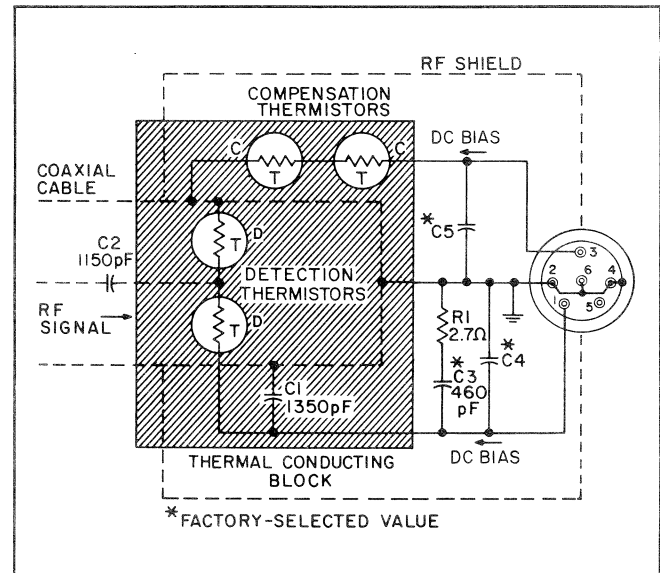 RF SHIELD
COMPENSATION
THERMISTORS
DC BIAS
C
C
T
T
COAXIAL
CABLE
*C5
3
C2
1150pF
T
D
DETECTION
THERMISTORS
2
6
4
1
5
RF
SIGNAL
T
D
R1
2.7Ω
*C4
*C3
460
pF
C1
1350pF
THERMAL CONDUCTING
BLOCK
DC BIAS
*FACTORY-SELECTED VALUE